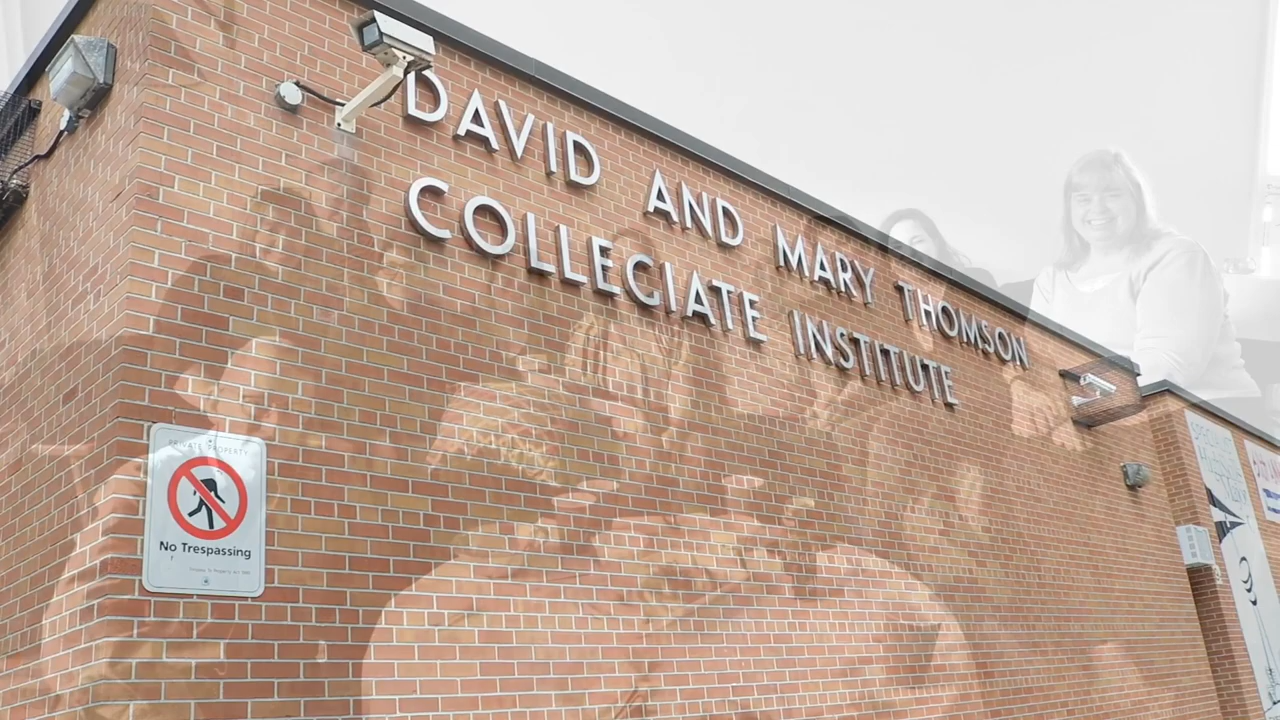 DAVID AND MARY THOMSON
COLLEGIATE INSTITUTE
PRIVATE PROPERTY
No Trespassing